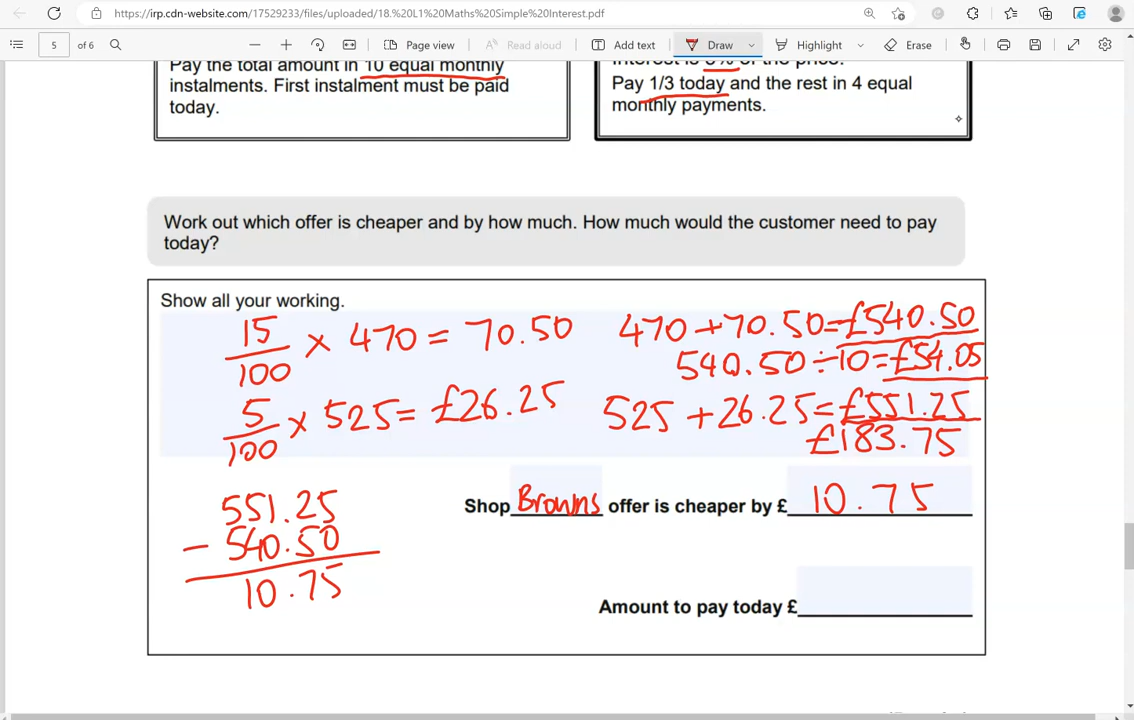 https://irp.cdn-website.com/17529233/files/uploaded/18.%20L1%20Maths%20Simple%20Interest.pdf
5 of 6
Page view
Read aloud
Add text
Draw
Highlight
Erase
Pay the total amount in 10 equal monthly
instalments. First instalment must be paid
today.
Pay 1/3 today and the rest in 4 equal
monthly payments.
Work out which offer is cheaper and by how much. How much would the customer need to pay
today?
Show all your working.
15/100 × 470 = 70.50
470 + 70.50 = £540.50
540.50 ÷ 10 = £54.05
5/100 × 525 = £26.25
525 + 26.25 = £551.25
£183.75
Shop Browns offer is cheaper by £ 10.75
551.25
- 540.50
10.75
Amount to pay today £